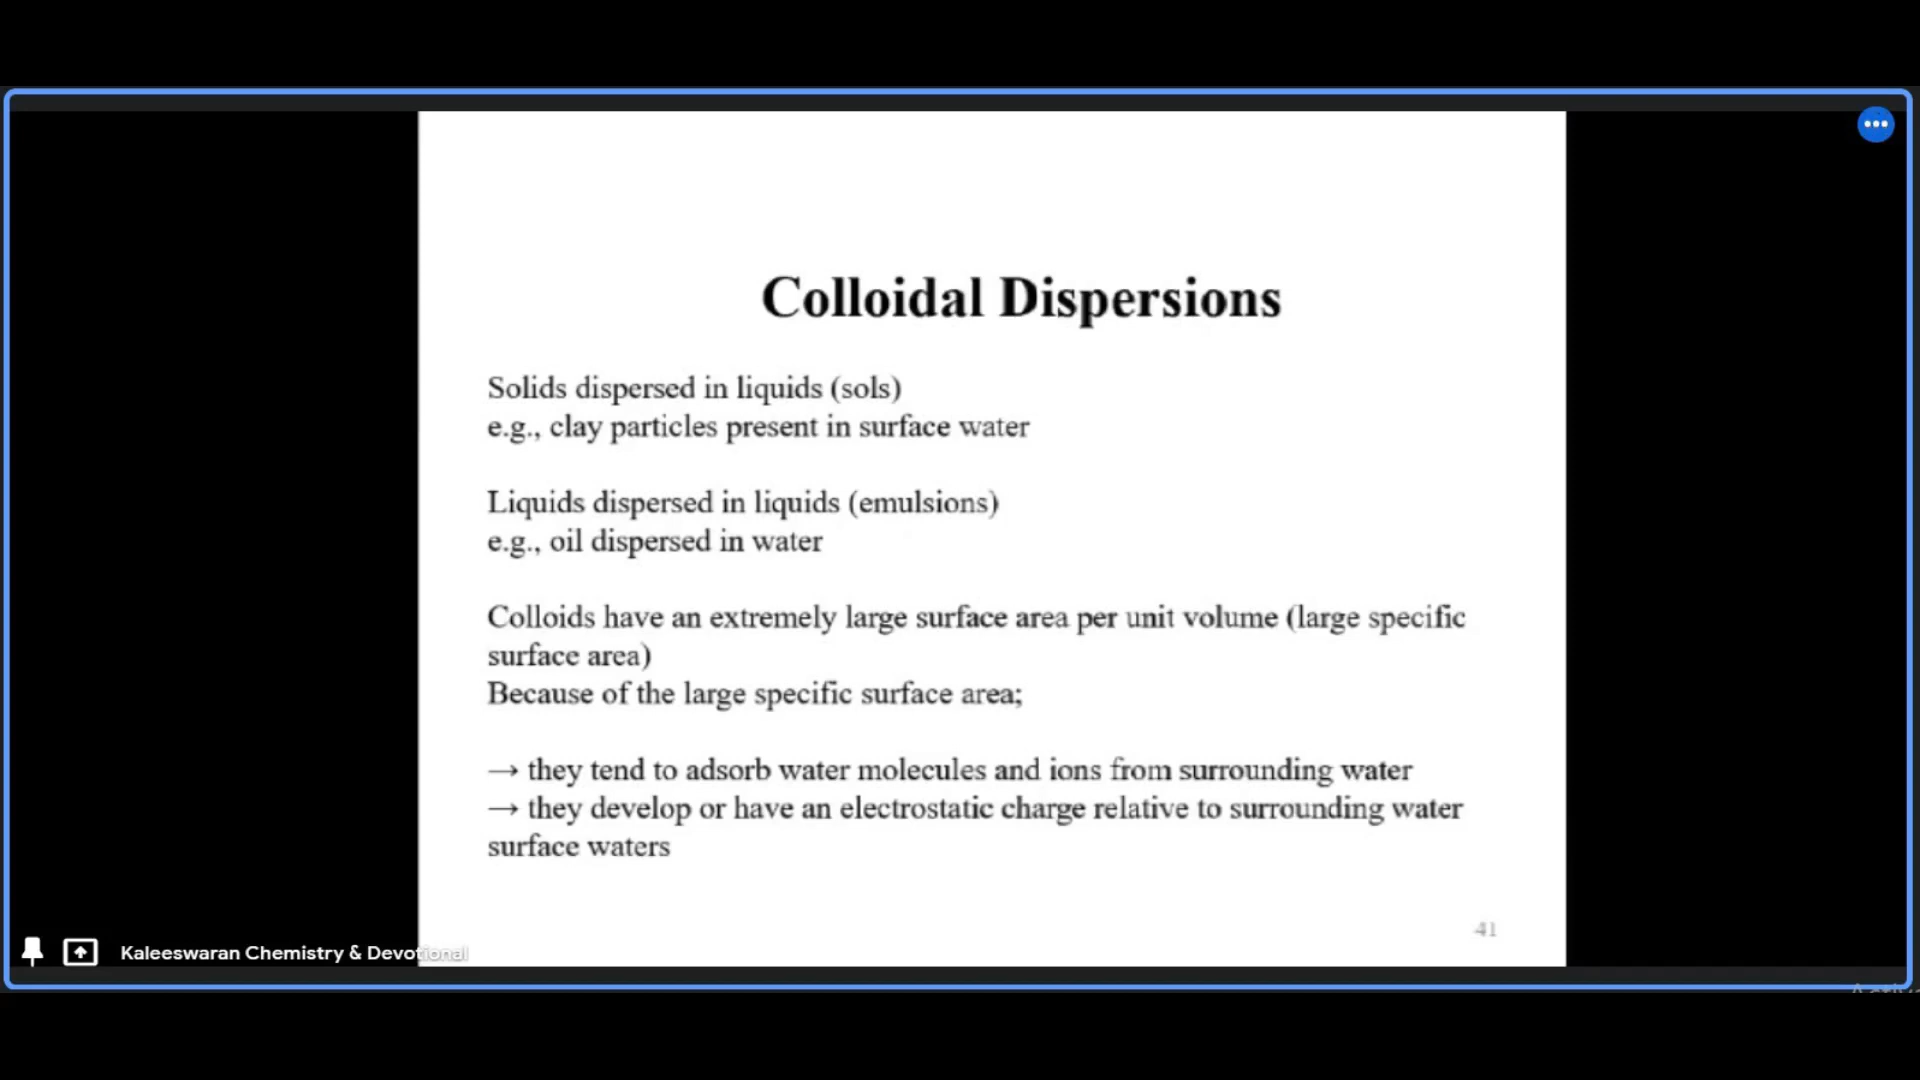 Colloidal Dispersions
Solids dispersed in liquids (sols)
e.g., clay particles present in surface water
Liquids dispersed in liquids (emulsions)
e.g., oil dispersed in water
Colloids have an extremely large surface area per unit volume (large specific
surface area)
Because of the large specific surface area;
→ they tend to adsorb water molecules and ions from surrounding water
→ they develop or have an electrostatic charge relative to surrounding water
surface waters
41
Kaleeswaran Chemistry & Devotional